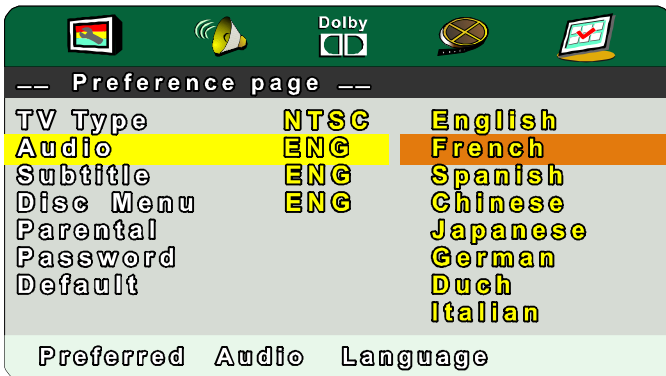 Dolby
-- Preference page --
TV Type NTSC English
Audio ENG French
Subtitle ENG Spanish
Disc Menu ENG Chinese
Parental Japanese
Password German
Default Duch
Italian
Preferred Audio Language